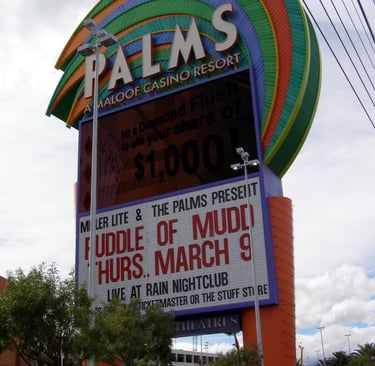 PALMS
A MALOOF CASINO RESORT
Hit a Diamond Flush
to win your share of
$1,000!
MILLER LITE & THE PALMS PRESENT
PUDDLE OF MUDD
THURS., MARCH 9
LIVE AT RAIN NIGHTCLUB
TICKETMASTER OR THE STUFF STORE
THEATRES